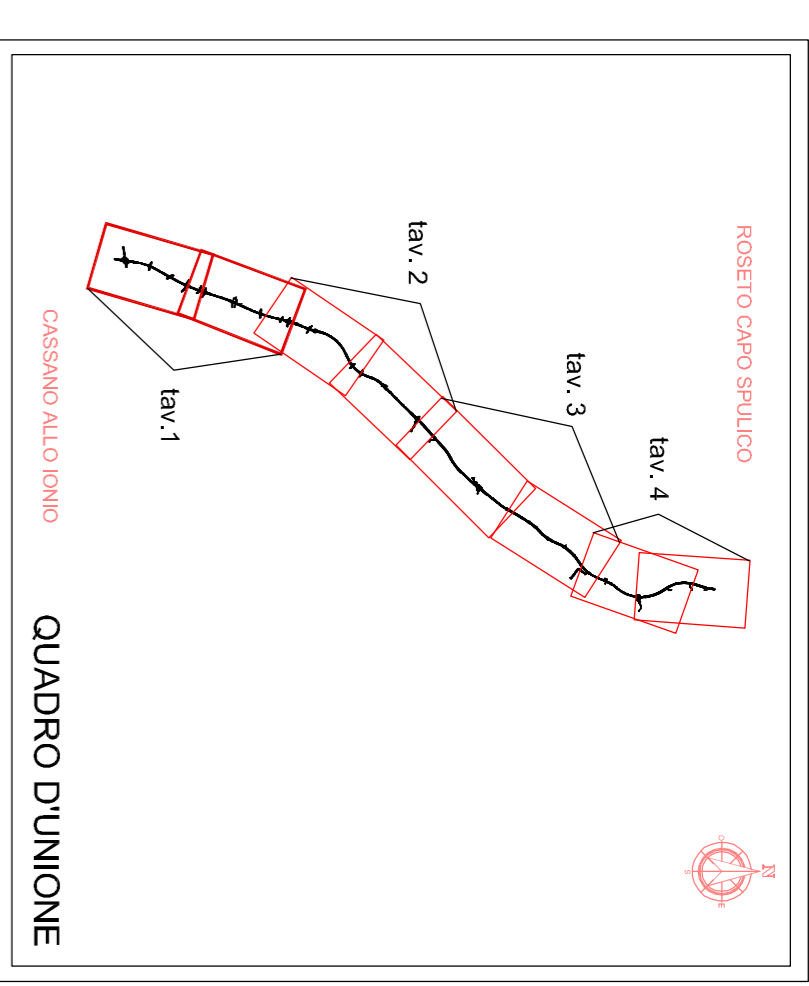 ROSETO CAPO SPULICO
tav. 4
tav. 3
tav. 2
tav.1
CASSANO ALLO IONIO
N
O
E
S
QUADRO D'UNIONE